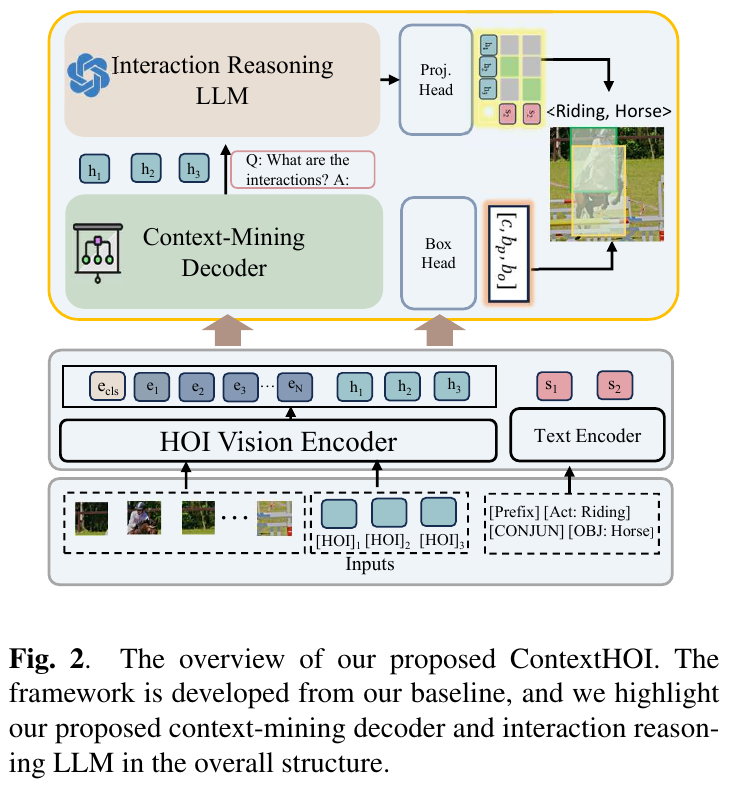 Interaction Reasoning
LLM
Proj.
Head
<Riding, Horse>
h1 h2 h3
Q: What are the
interactions? A:
Context-Mining
Decoder
Box
Head
[c, bp, bo]
ecls e1 e2 e3 ... eN h1 h2 h3
s1 s2
HOI Vision Encoder
Text Encoder
...
[HOI]1 [HOI]2 [HOI]3
[Prefix] [Act: Riding]
[CONJUN] [OBJ: Horse]
Inputs
Fig. 2. The overview of our proposed ContextHOI. The
framework is developed from our baseline, and we highlight
our proposed context-mining decoder and interaction reason-
ing LLM in the overall structure.